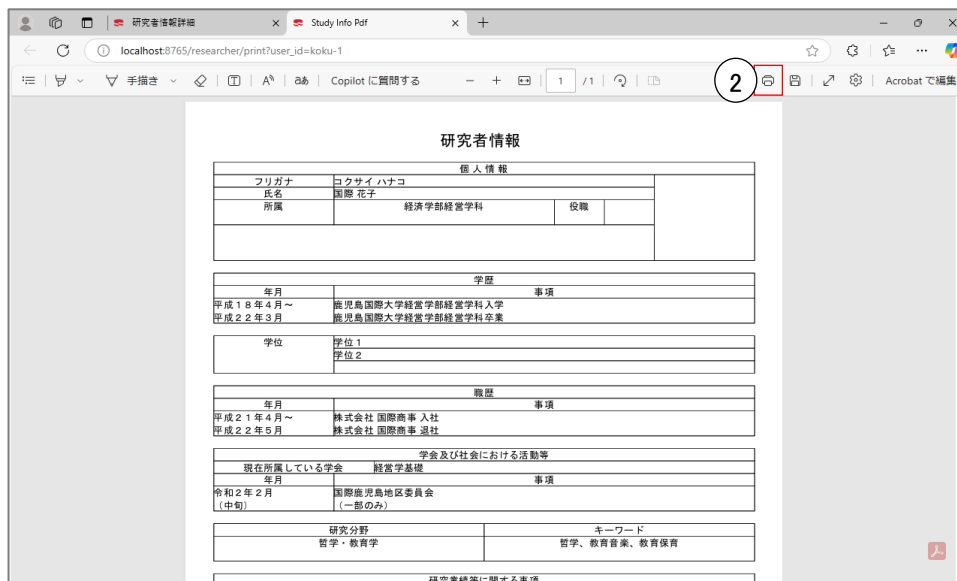 研究者情報詳細 Study Info Pdf
localhost:8765/researcher/print?user_id=koku-1
手描き aあ Copilot に質問する 1 /1 ② Acrobat で編集
研究者情報
個人情報
フリガナ コクサイ ハナコ
氏名 国際 花子
所属 経済学部経営学科 役職
学歴
年月 事項
平成18年4月～ 鹿児島国際大学経営学部経営学科入学
平成22年3月 鹿児島国際大学経営学部経営学科卒業
学位 学位1
学位2
職歴
年月 事項
平成21年4月～ 株式会社 国際商事 入社
平成22年5月 株式会社 国際商事 退社
学会及び社会における活動等
現在所属している学会 経営学基礎
年月 事項
令和2年2月 国際鹿児島地区委員会
（中旬） （一部のみ）
研究分野 キーワード
哲学・教育学 哲学、教育音楽、教育保育
研究業績等に関する事項